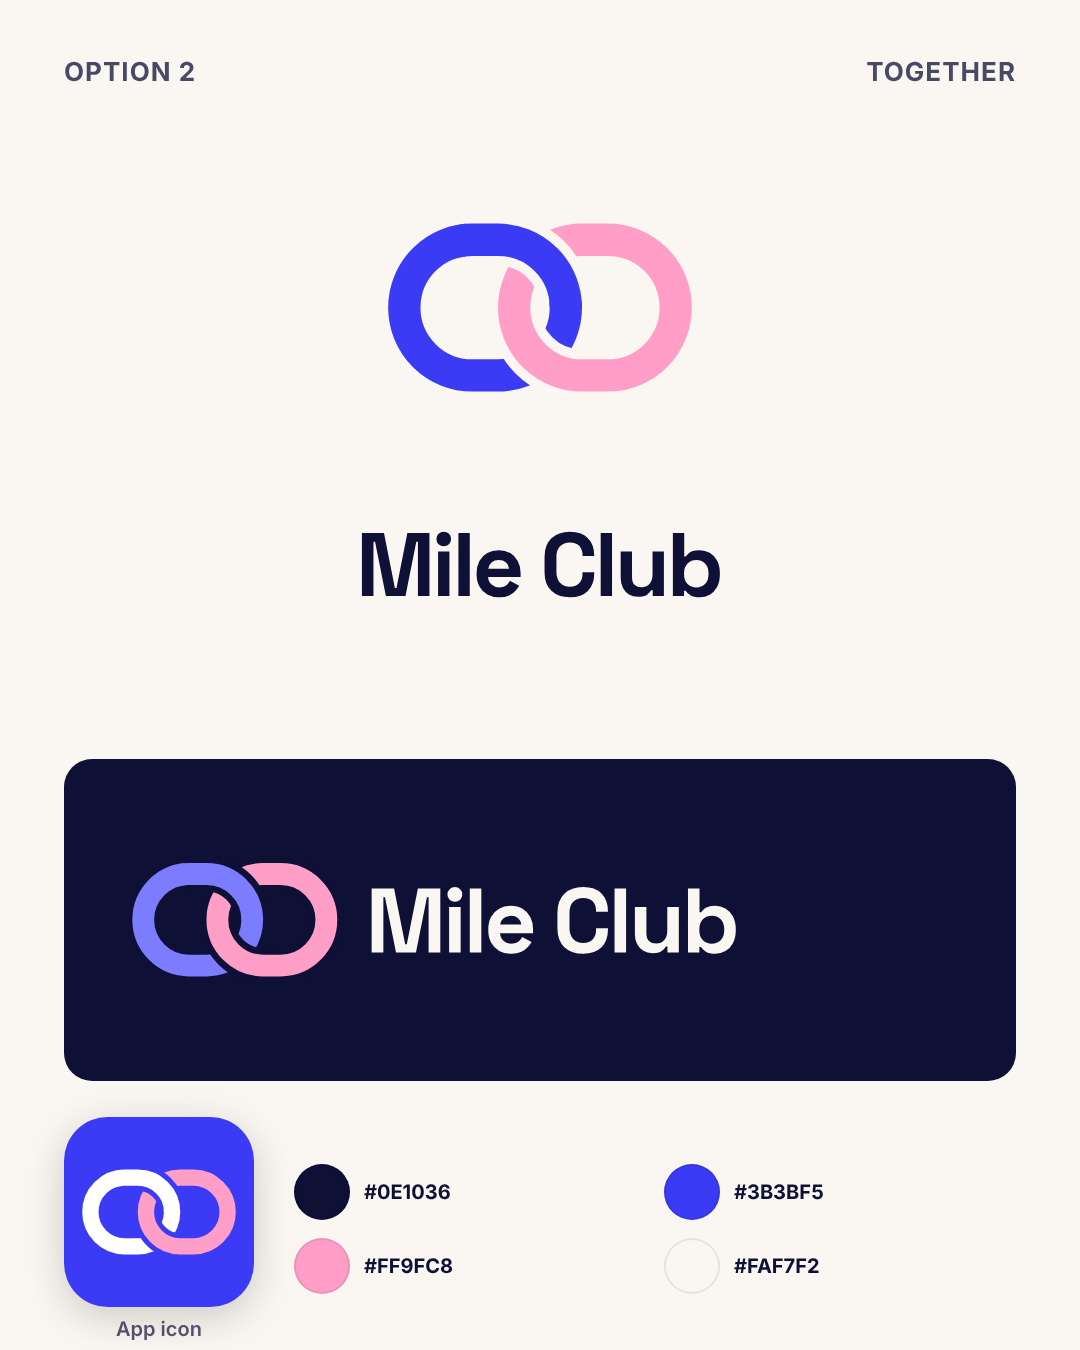 OPTION 2
TOGETHER
Mile Club
Mile Club
#0E1036
#3B3BF5
#FF9FC8
#FAF7F2
App icon